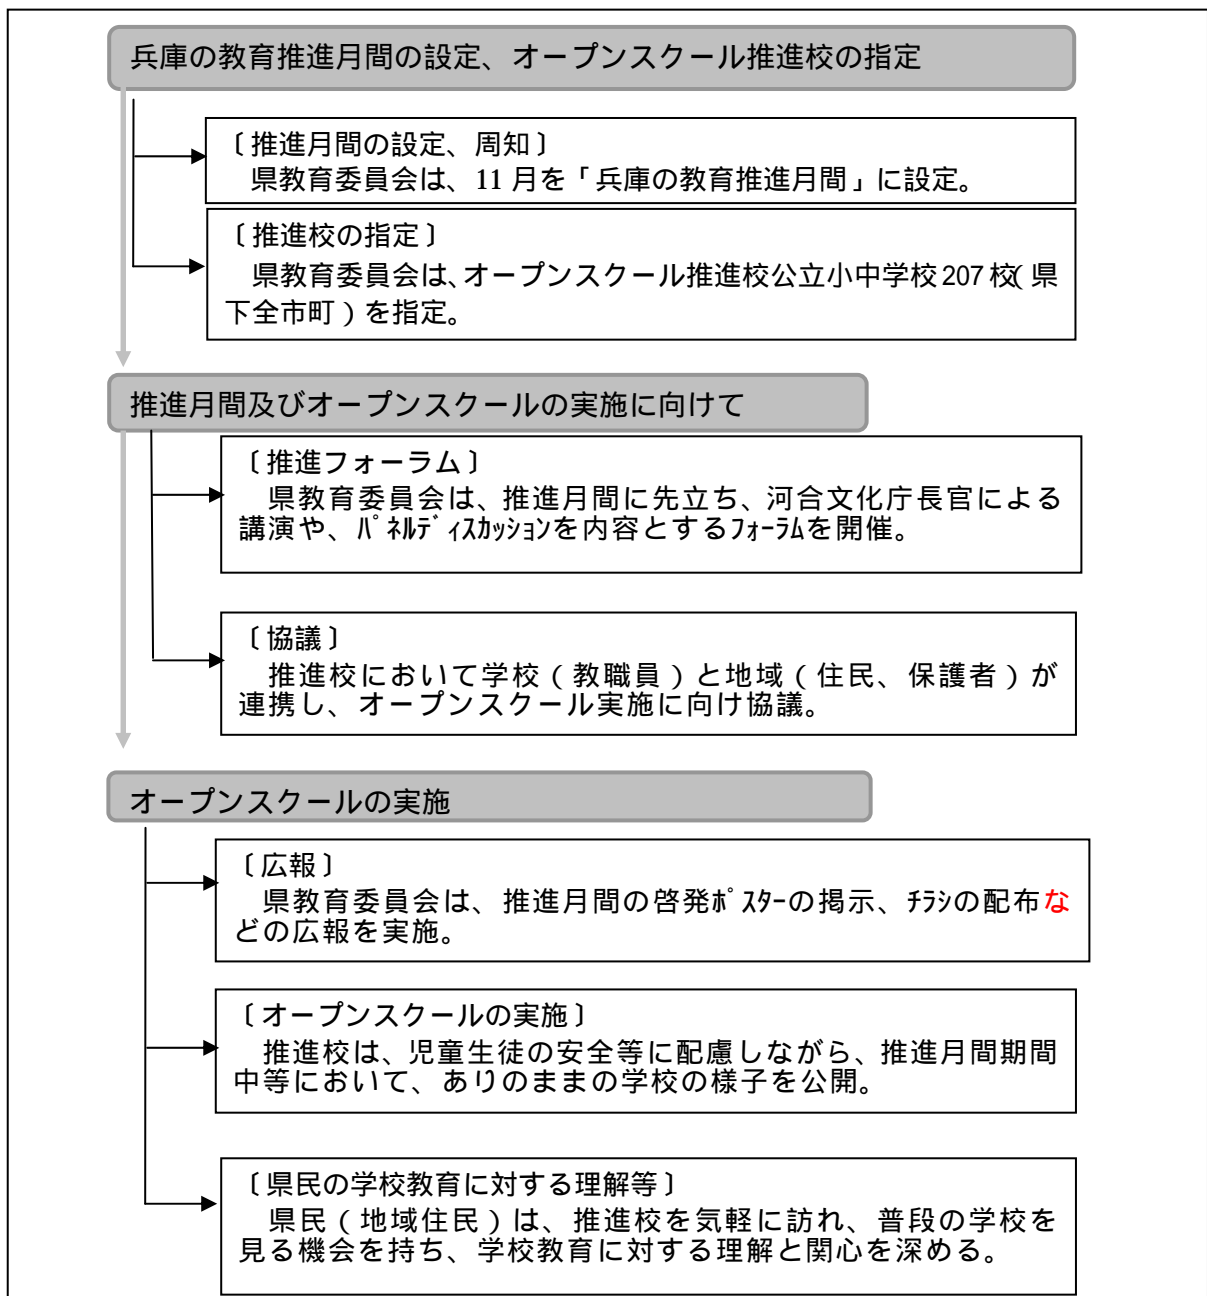 兵庫の教育推進月間の設定、オープンスクール推進校の指定
〔推進月間の設定、周知〕
県教育委員会は、11月を「兵庫の教育推進月間」に設定。
〔推進校の指定〕
県教育委員会は、オープンスクール推進校公立小中学校207校(県
下全市町)を指定。
推進月間及びオープンスクールの実施に向けて
〔推進フォーラム〕
県教育委員会は、推進月間に先立ち、河合文化庁長官による
講演や、ﾊﾟﾈﾙﾃﾞｨｽｶｯｼｮﾝを内容とするﾌｫｰﾗﾑを開催。
〔協議〕
推進校において学校(教職員)と地域(住民、保護者)が
連携し、オープンスクール実施に向け協議。
オープンスクールの実施
〔広報〕
県教育委員会は、推進月間の啓発ﾎﾟｽﾀｰの掲示、ﾁﾗｼの配布な
どの広報を実施。
〔オープンスクールの実施〕
推進校は、児童生徒の安全等に配慮しながら、推進月間期間
中等において、ありのままの学校の様子を公開。
〔県民の学校教育に対する理解等〕
県民(地域住民)は、推進校を気軽に訪れ、普段の学校を
見る機会を持ち、学校教育に対する理解と関心を深める。